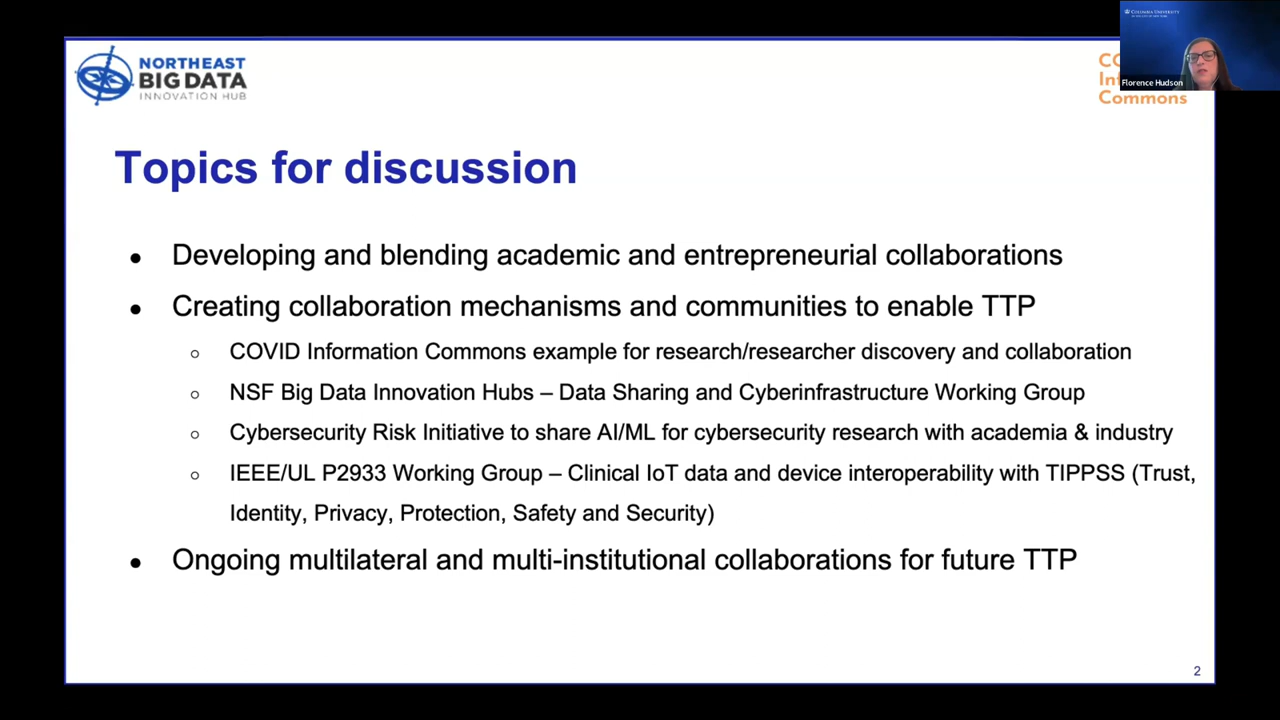 NORTHEAST
BIG DATA
INNOVATION HUB
COLUMBIA UNIVERSITY
Florence Hudson
Commons
Topics for discussion
• Developing and blending academic and entrepreneurial collaborations
• Creating collaboration mechanisms and communities to enable TTP
○ COVID Information Commons example for research/researcher discovery and collaboration
○ NSF Big Data Innovation Hubs – Data Sharing and Cyberinfrastructure Working Group
○ Cybersecurity Risk Initiative to share AI/ML for cybersecurity research with academia & industry
○ IEEE/UL P2933 Working Group – Clinical IoT data and device interoperability with TIPPSS (Trust,
Identity, Privacy, Protection, Safety and Security)
• Ongoing multilateral and multi-institutional collaborations for future TTP
2